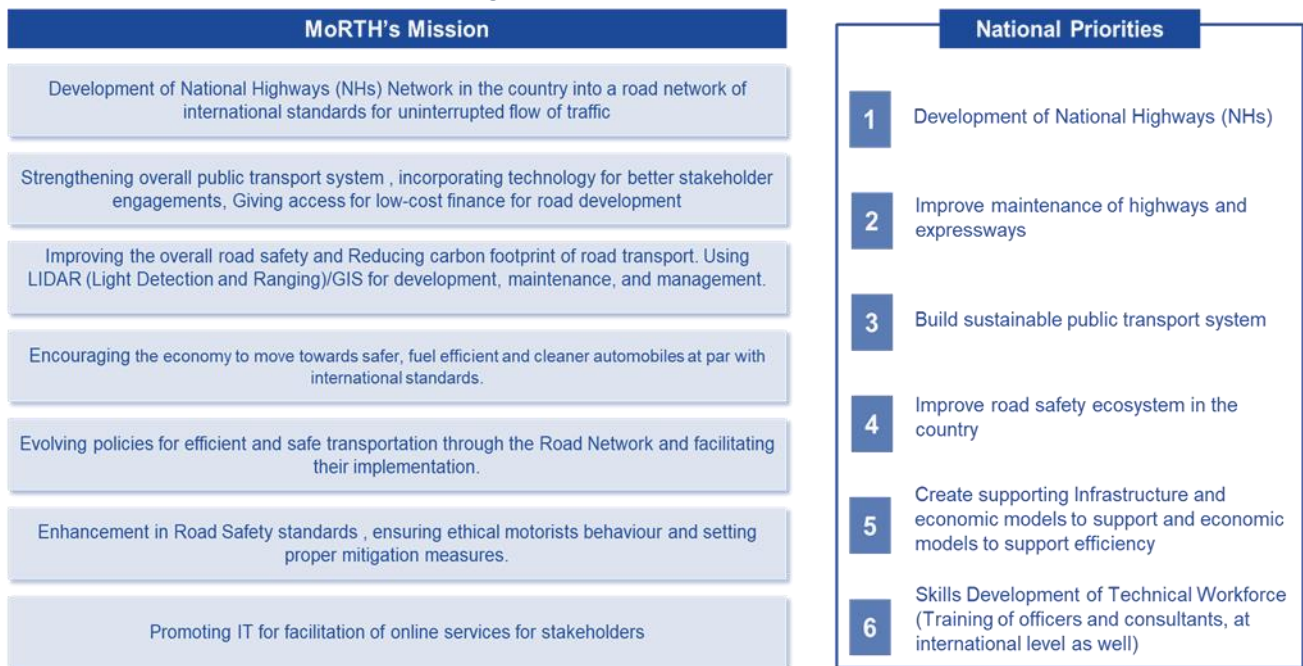 MoRTH's Mission
Development of National Highways (NHs) Network in the country into a road network of
international standards for uninterrupted flow of traffic
Strengthening overall public transport system , incorporating technology for better stakeholder
engagements, Giving access for low-cost finance for road development
Improving the overall road safety and Reducing carbon footprint of road transport. Using
LIDAR (Light Detection and Ranging)/GIS for development, maintenance, and management.
Encouraging the economy to move towards safer, fuel efficient and cleaner automobiles at par with
international standards.
Evolving policies for efficient and safe transportation through the Road Network and facilitating
their implementation.
Enhancement in Road Safety standards , ensuring ethical motorists behaviour and setting
proper mitigation measures.
Promoting IT for facilitation of online services for stakeholders
National Priorities
1 Development of National Highways (NHs)
2 Improve maintenance of highways and
expressways
3 Build sustainable public transport system
4 Improve road safety ecosystem in the
country
5 Create supporting Infrastructure and
economic models to support and economic
models to support efficiency
6 Skills Development of Technical Workforce
(Training of officers and consultants, at
international level as well)